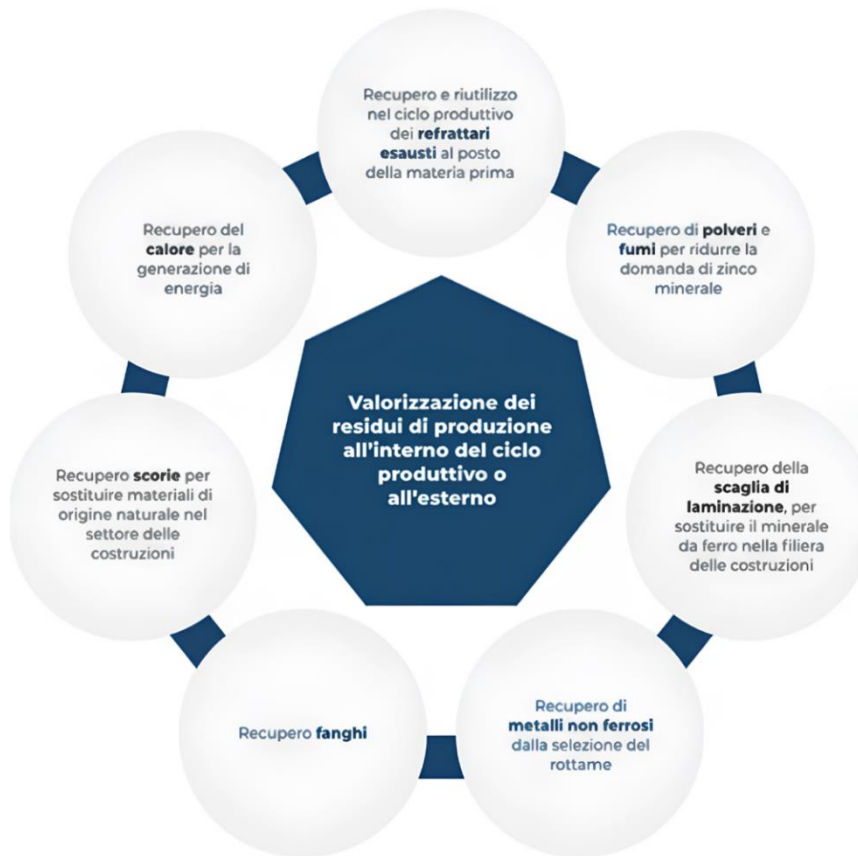 Recupero e riutilizzo
nel ciclo produttivo
dei refrattari
esausti al posto
della materia prima
Recupero del
calore per la
generazione di
energia
Recupero di polveri e
fumi per ridurre la
domanda di zinco
minerale
Valorizzazione dei
residui di produzione
all'interno del ciclo
produttivo o
all'esterno
Recupero scorie per
sostituire materiali di
origine naturale nel
settore delle
costruzioni
Recupero della
scaglia di
laminazione, per
sostituire il minerale
da ferro nella filiera
delle costruzioni
Recupero fanghi
Recupero di
metalli non ferrosi
dalla selezione del
rottame